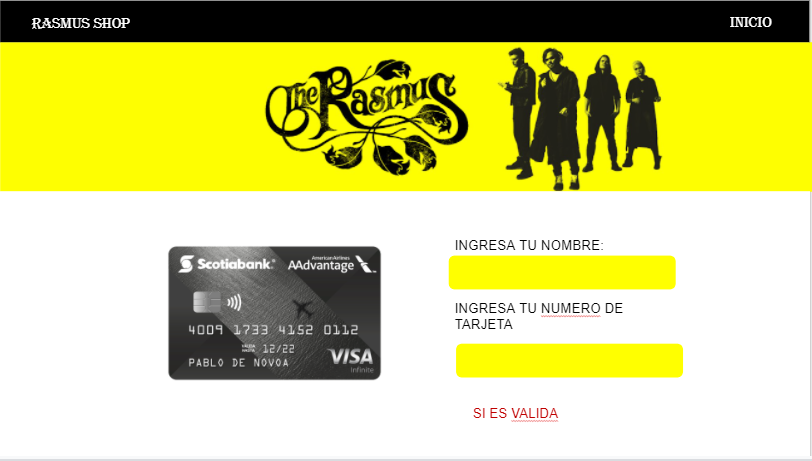 RASMUS SHOP
INICIO
The Rasmus
Scotiabank®
American Airlines
AAdvantage
4009 1733 4152 0112
VALIDA
HASTA
12/22
PABLO DE NOVOA
VISA
Infinite
INGRESA TU NOMBRE:
INGRESA TU NUMERO DE
TARJETA
SI ES VALIDA